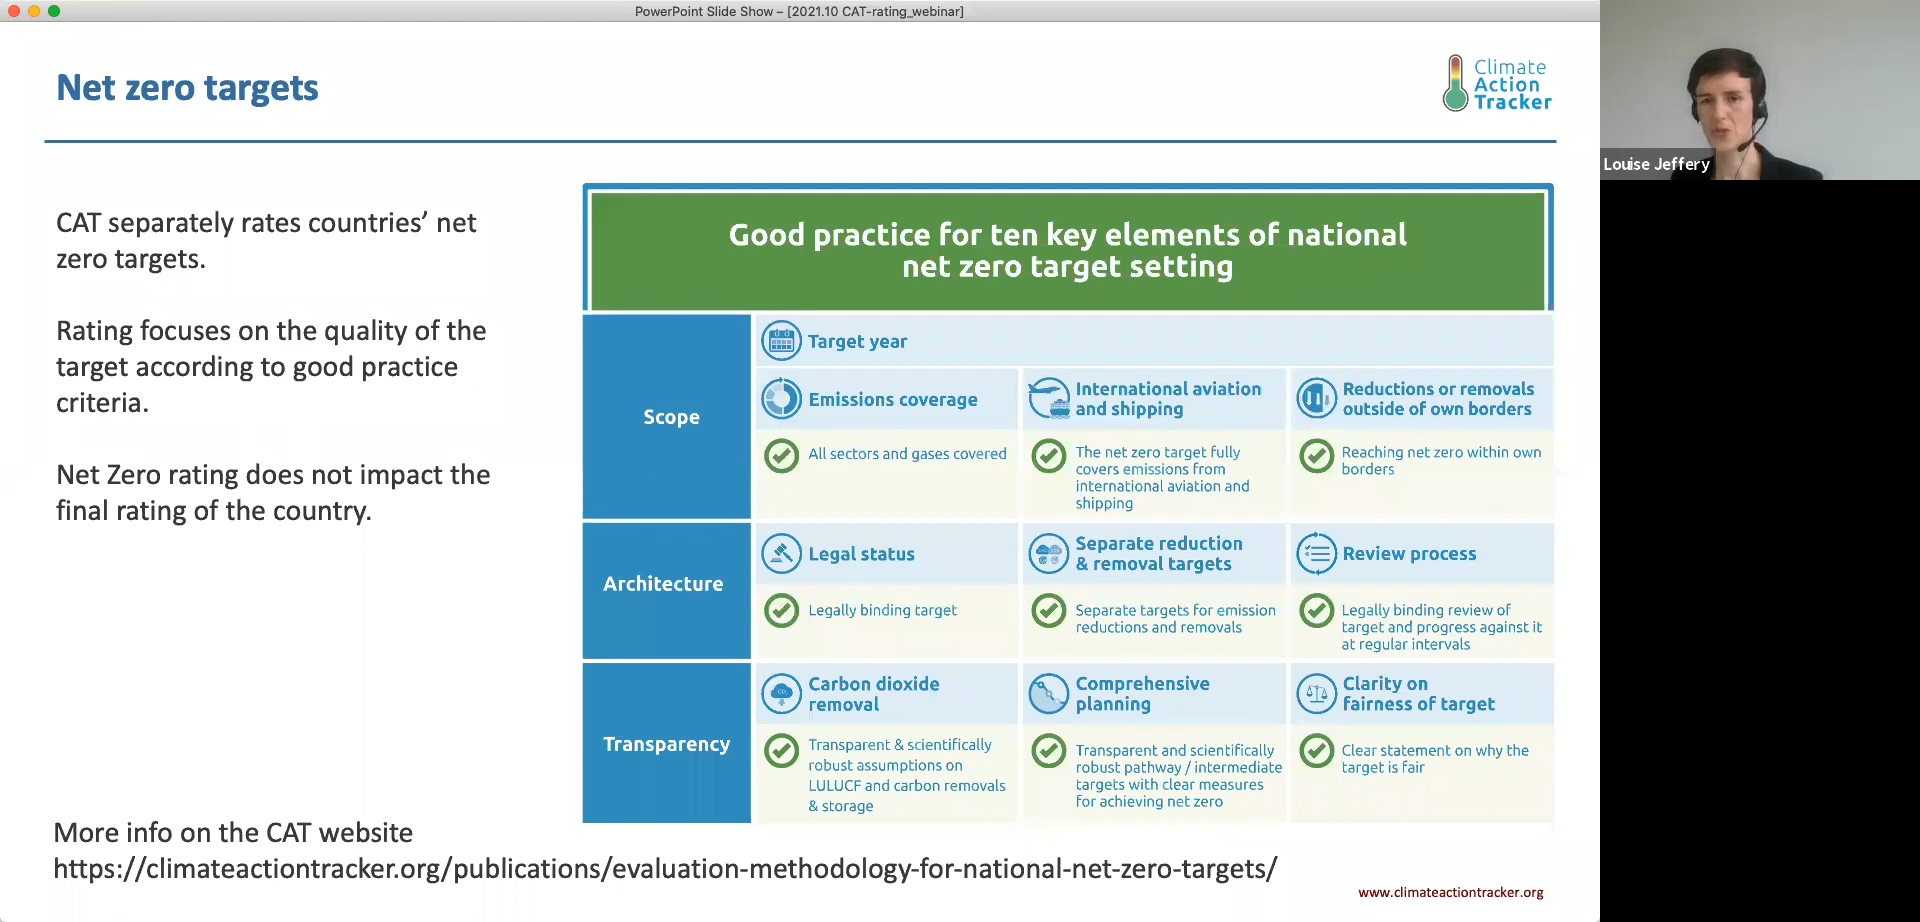 PowerPoint Slide Show – [2021.10 CAT-rating_webinar]
Net zero targets
Climate
Action
Tracker
Louise Jeffery
CAT separately rates countries’ net
zero targets.
Rating focuses on the quality of the
target according to good practice
criteria.
Net Zero rating does not impact the
final rating of the country.
Good practice for ten key elements of national
net zero target setting
Scope
Target year
Emissions coverage
All sectors and gases covered
International aviation
and shipping
The net zero target fully
covers emissions from
international aviation and
shipping
Reductions or removals
outside of own borders
Reaching net zero within own
borders
Architecture
Legal status
Legally binding target
Separate reduction
& removal targets
Separate targets for emission
reductions and removals
Review process
Legally binding review of
target and progress against it
at regular intervals
Transparency
Carbon dioxide
removal
Transparent & scientifically
robust assumptions on
LULUCF and carbon removals
& storage
Comprehensive
planning
Transparent and scientifically
robust pathway / intermediate
targets with clear measures
for achieving net zero
Clarity on
fairness of target
Clear statement on why the
target is fair
More info on the CAT website
https://climateactiontracker.org/publications/evaluation-methodology-for-national-net-zero-targets/
www.climateactiontracker.org